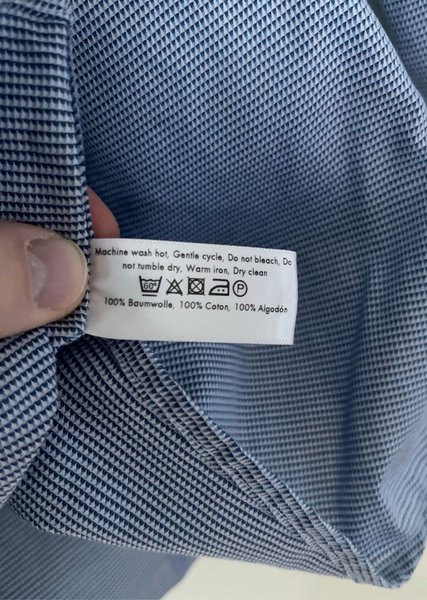 Machine wash hot, Gentle cycle, Do not bleach, Do
not tumble dry, Warm iron, Dry clean
60° P
100% Baumwolle, 100% Coton, 100% Algodón